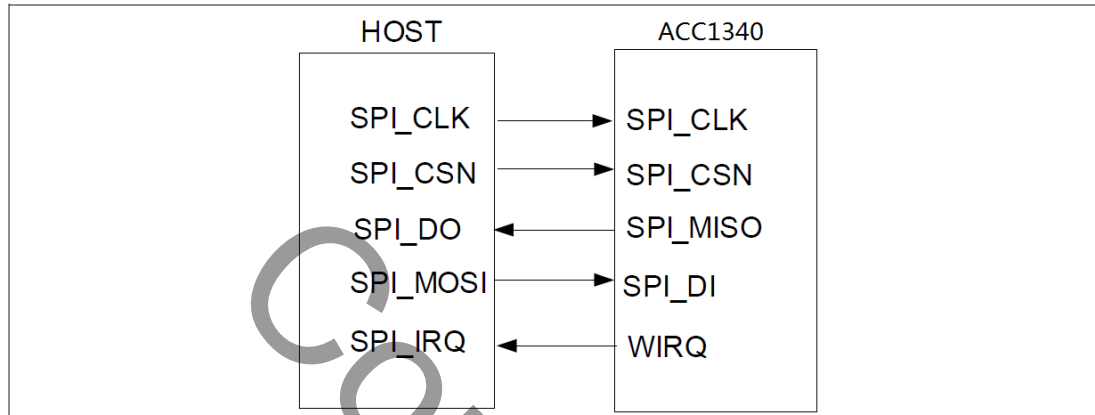 HOST ACC1340
SPI_CLK SPI_CLK
SPI_CSN SPI_CSN
SPI_DO SPI_MISO
SPI_MOSI SPI_DI
SPI_IRQ WIRQ